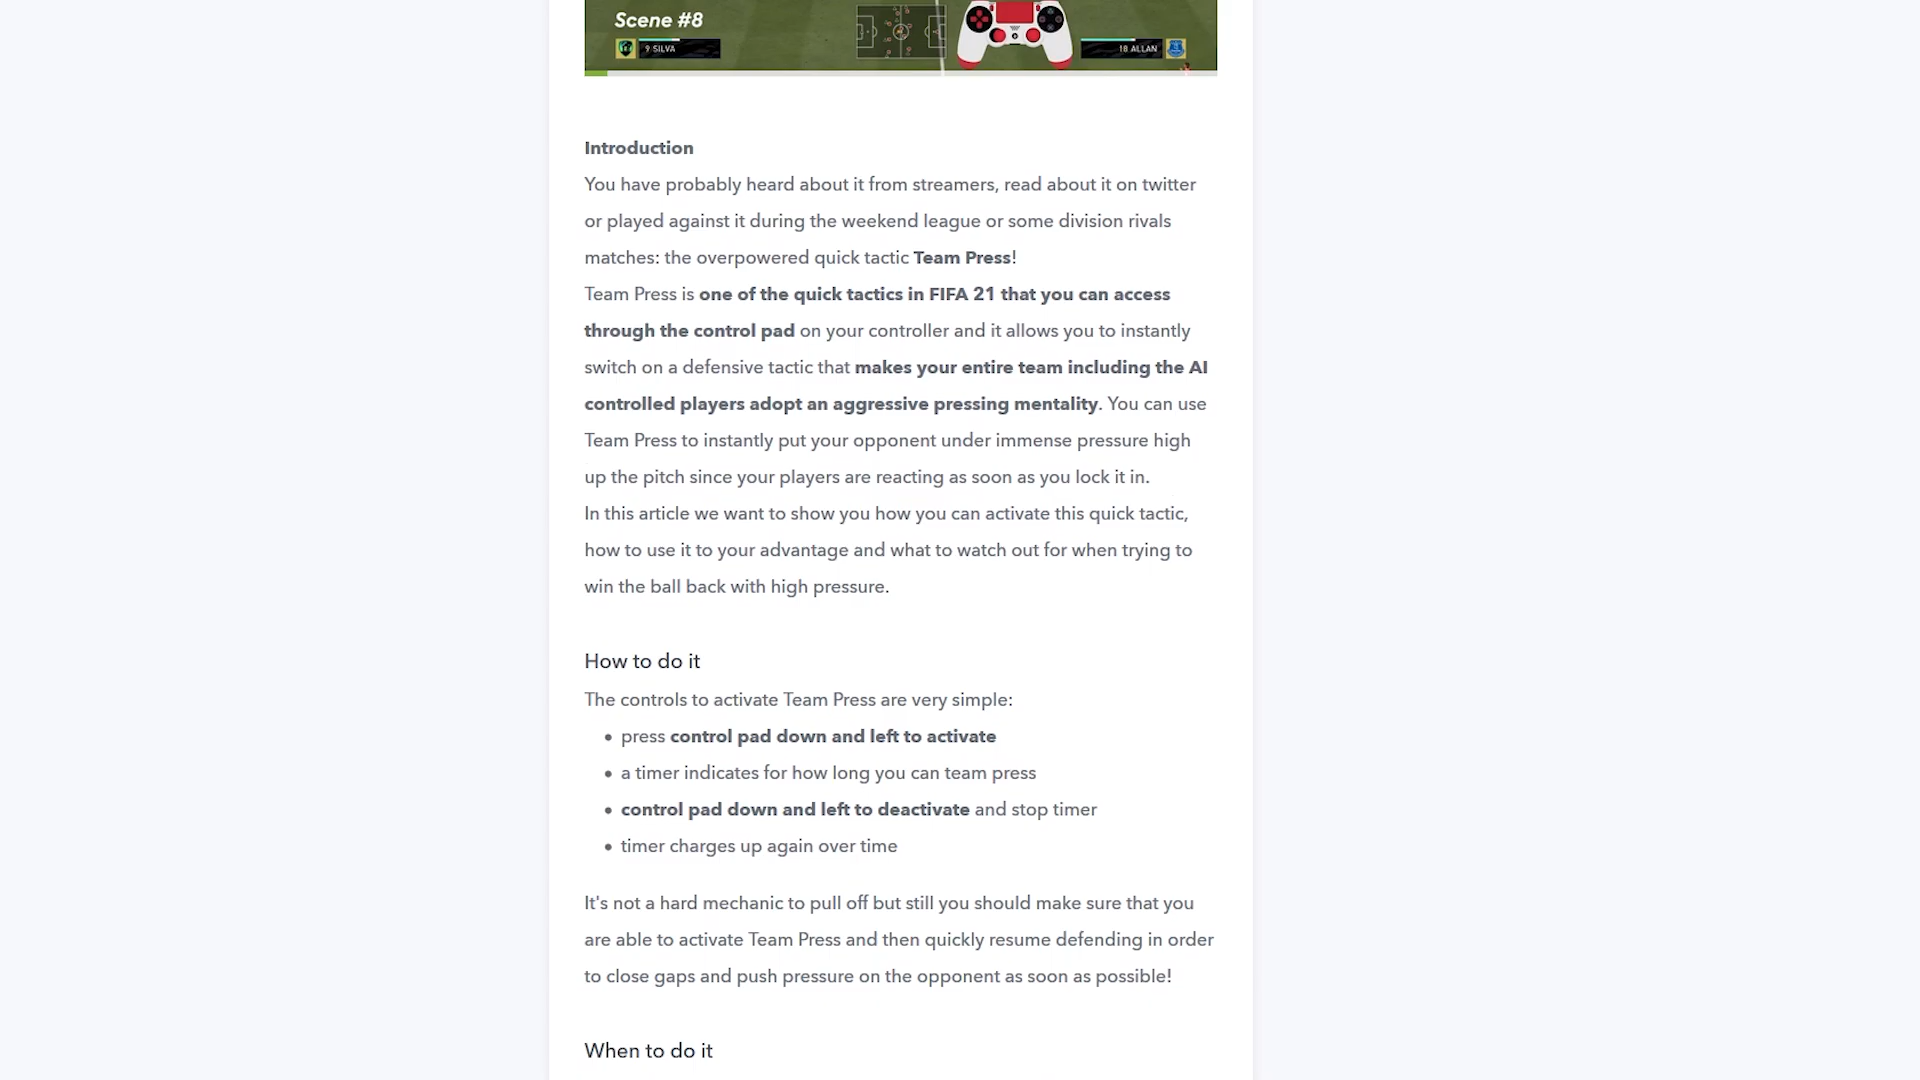 Scene #8
9 SILVA
18 ALLAN
Introduction
You have probably heard about it from streamers, read about it on twitter
or played against it during the weekend league or some division rivals
matches: the overpowered quick tactic Team Press!
Team Press is one of the quick tactics in FIFA 21 that you can access
through the control pad on your controller and it allows you to instantly
switch on a defensive tactic that makes your entire team including the AI
controlled players adopt an aggressive pressing mentality. You can use
Team Press to instantly put your opponent under immense pressure high
up the pitch since your players are reacting as soon as you lock it in.
In this article we want to show you how you can activate this quick tactic,
how to use it to your advantage and what to watch out for when trying to
win the ball back with high pressure.
How to do it
The controls to activate Team Press are very simple:
• press control pad down and left to activate
• a timer indicates for how long you can team press
• control pad down and left to deactivate and stop timer
• timer charges up again over time
It's not a hard mechanic to pull off but still you should make sure that you
are able to activate Team Press and then quickly resume defending in order
to close gaps and push pressure on the opponent as soon as possible!
When to do it